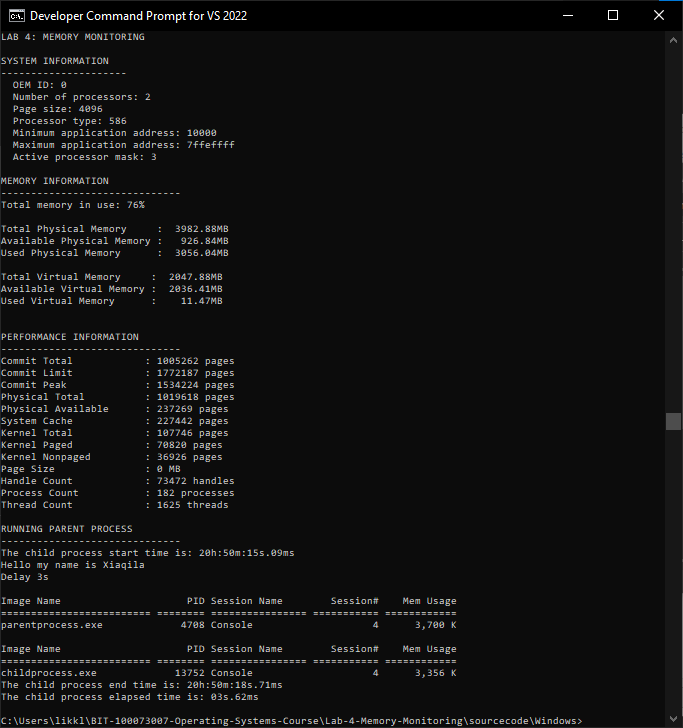 Developer Command Prompt for VS 2022
LAB 4: MEMORY MONITORING
SYSTEM INFORMATION
---------------------
  OEM ID: 0
  Number of processors: 2
  Page size: 4096
  Processor type: 586
  Minimum application address: 10000
  Maximum application address: 7ffeffff
  Active processor mask: 3
MEMORY INFORMATION
------------------------------
Total memory in use: 76%
Total Physical Memory     :  3982.88MB
Available Physical Memory :   926.84MB
Used Physical Memory      :  3056.04MB
Total Virtual Memory     :  2047.88MB
Available Virtual Memory : 2036.41MB
Used Virtual Memory      :    11.47MB
PERFORMANCE INFORMATION
------------------------------
Commit Total            : 1005262 pages
Commit Limit            : 1772187 pages
Commit Peak             : 1534224 pages
Physical Total          : 1019618 pages
Physical Available      : 237269 pages
System Cache            : 227442 pages
Kernel Total            : 107746 pages
Kernel Paged            : 70820 pages
Kernel Nonpaged         : 36926 pages
Page Size               : 0 MB
Handle Count            : 73472 handles
Process Count           : 182 processes
Thread Count            : 1625 threads
RUNNING PARENT PROCESS
------------------------------
The child process start time is: 20h:50m:15s.09ms
Hello my name is Xiaqila
Delay 3s
Image Name                     PID Session Name        Session#    Mem Usage
========================= ======== ================ =========== ============
parentprocess.exe             4708 Console                    4      3,700 K
Image Name                     PID Session Name        Session#    Mem Usage
========================= ======== ================ =========== ============
childprocess.exe             13752 Console                    4      3,356 K
The child process end time is: 20h:50m:18s.71ms
The child process elapsed time is: 03s.62ms
C:\Users\likkl\BIT-100073007-Operating-Systems-Course\Lab-4-Memory-Monitoring\sourcecode\Windows>